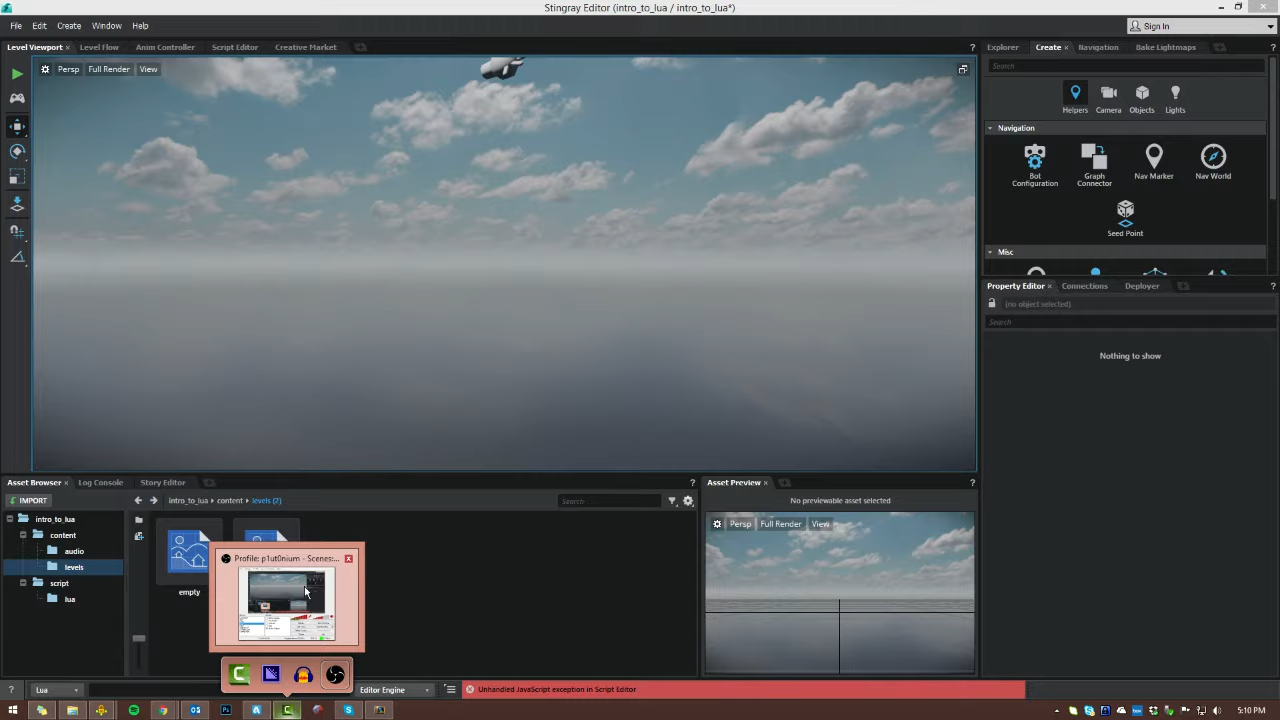 Stingray Editor (intro_to_lua / intro_to_lua*)
File Edit Create Window Help
Sign In
Level Viewport × Level Flow Anim Controller Script Editor Creative Market ?
Explorer Create × Navigation Bake Lightmaps ?
Persp Full Render View
Search
Helpers Camera Objects Lights
Navigation
Bot Configuration Graph Connector Nav Marker Nav World
Seed Point
Misc
Property Editor × Connections Deployer ?
(no object selected)
Search
Nothing to show
Asset Browser × Log Console Story Editor ?
Asset Preview × ?
IMPORT
intro_to_lua content levels (2)
Search
No previewable asset selected
intro_to_lua
content
audio
levels
script
lua
Persp Full Render View
Profile: p1ut0nium - Scenes:...
empty
? Lua Editor Engine Unhandled JavaScript exception in Script Editor
5:10 PM